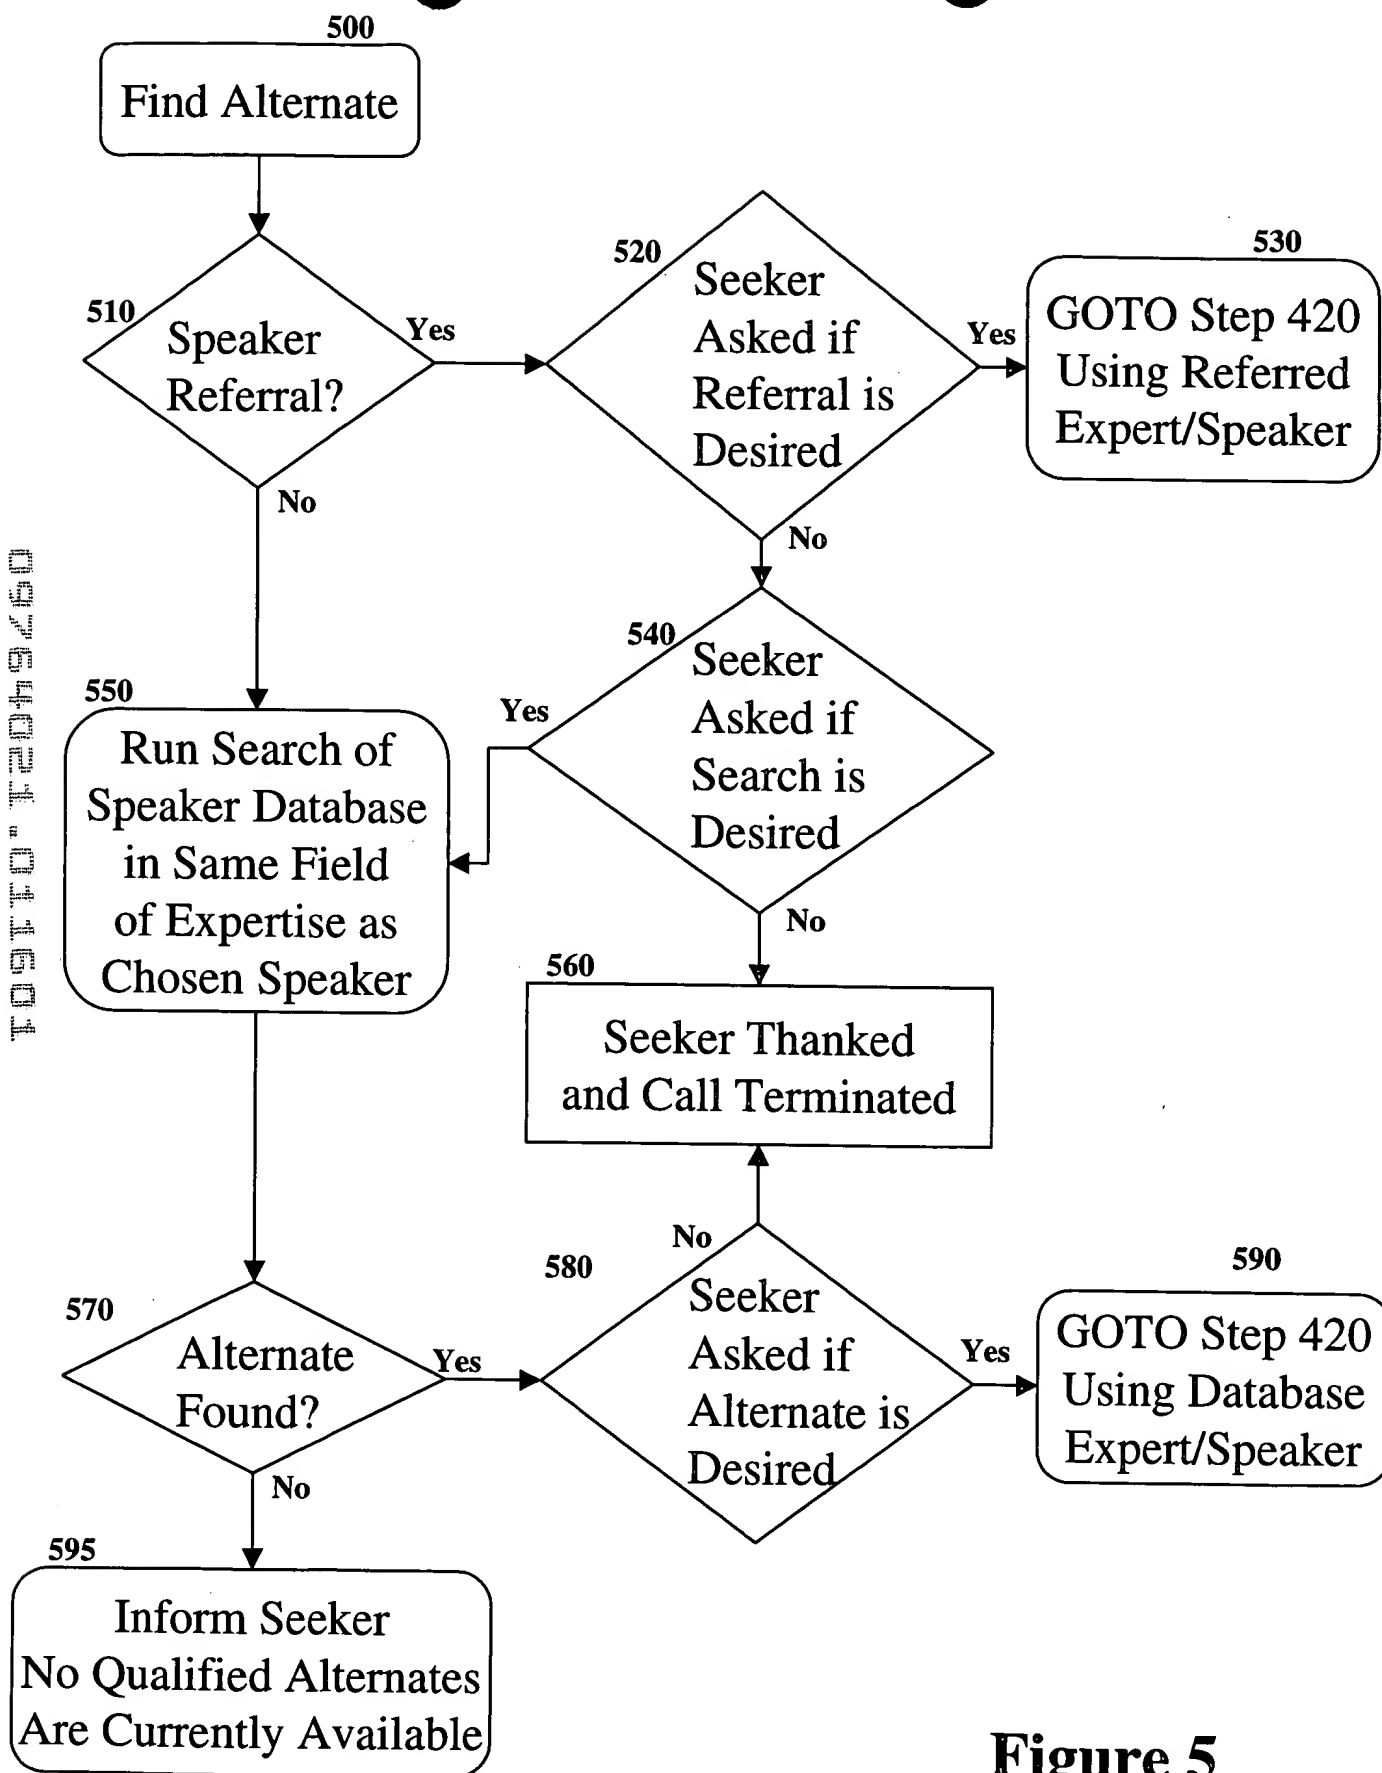 500
Find Alternate
510
Speaker
Referral?
Yes
No
520
Seeker
Asked if
Referral is
Desired
Yes
No
530
GOTO Step 420
Using Referred
Expert/Speaker
540
Seeker
Asked if
Search is
Desired
Yes
No
550
Run Search of
Speaker Database
in Same Field
of Expertise as
Chosen Speaker
560
Seeker Thanked
and Call Terminated
570
Alternate
Found?
Yes
No
580
Seeker
Asked if
Alternate is
Desired
No
Yes
590
GOTO Step 420
Using Database
Expert/Speaker
595
Inform Seeker
No Qualified Alternates
Are Currently Available
Figure 5
09764021.011601